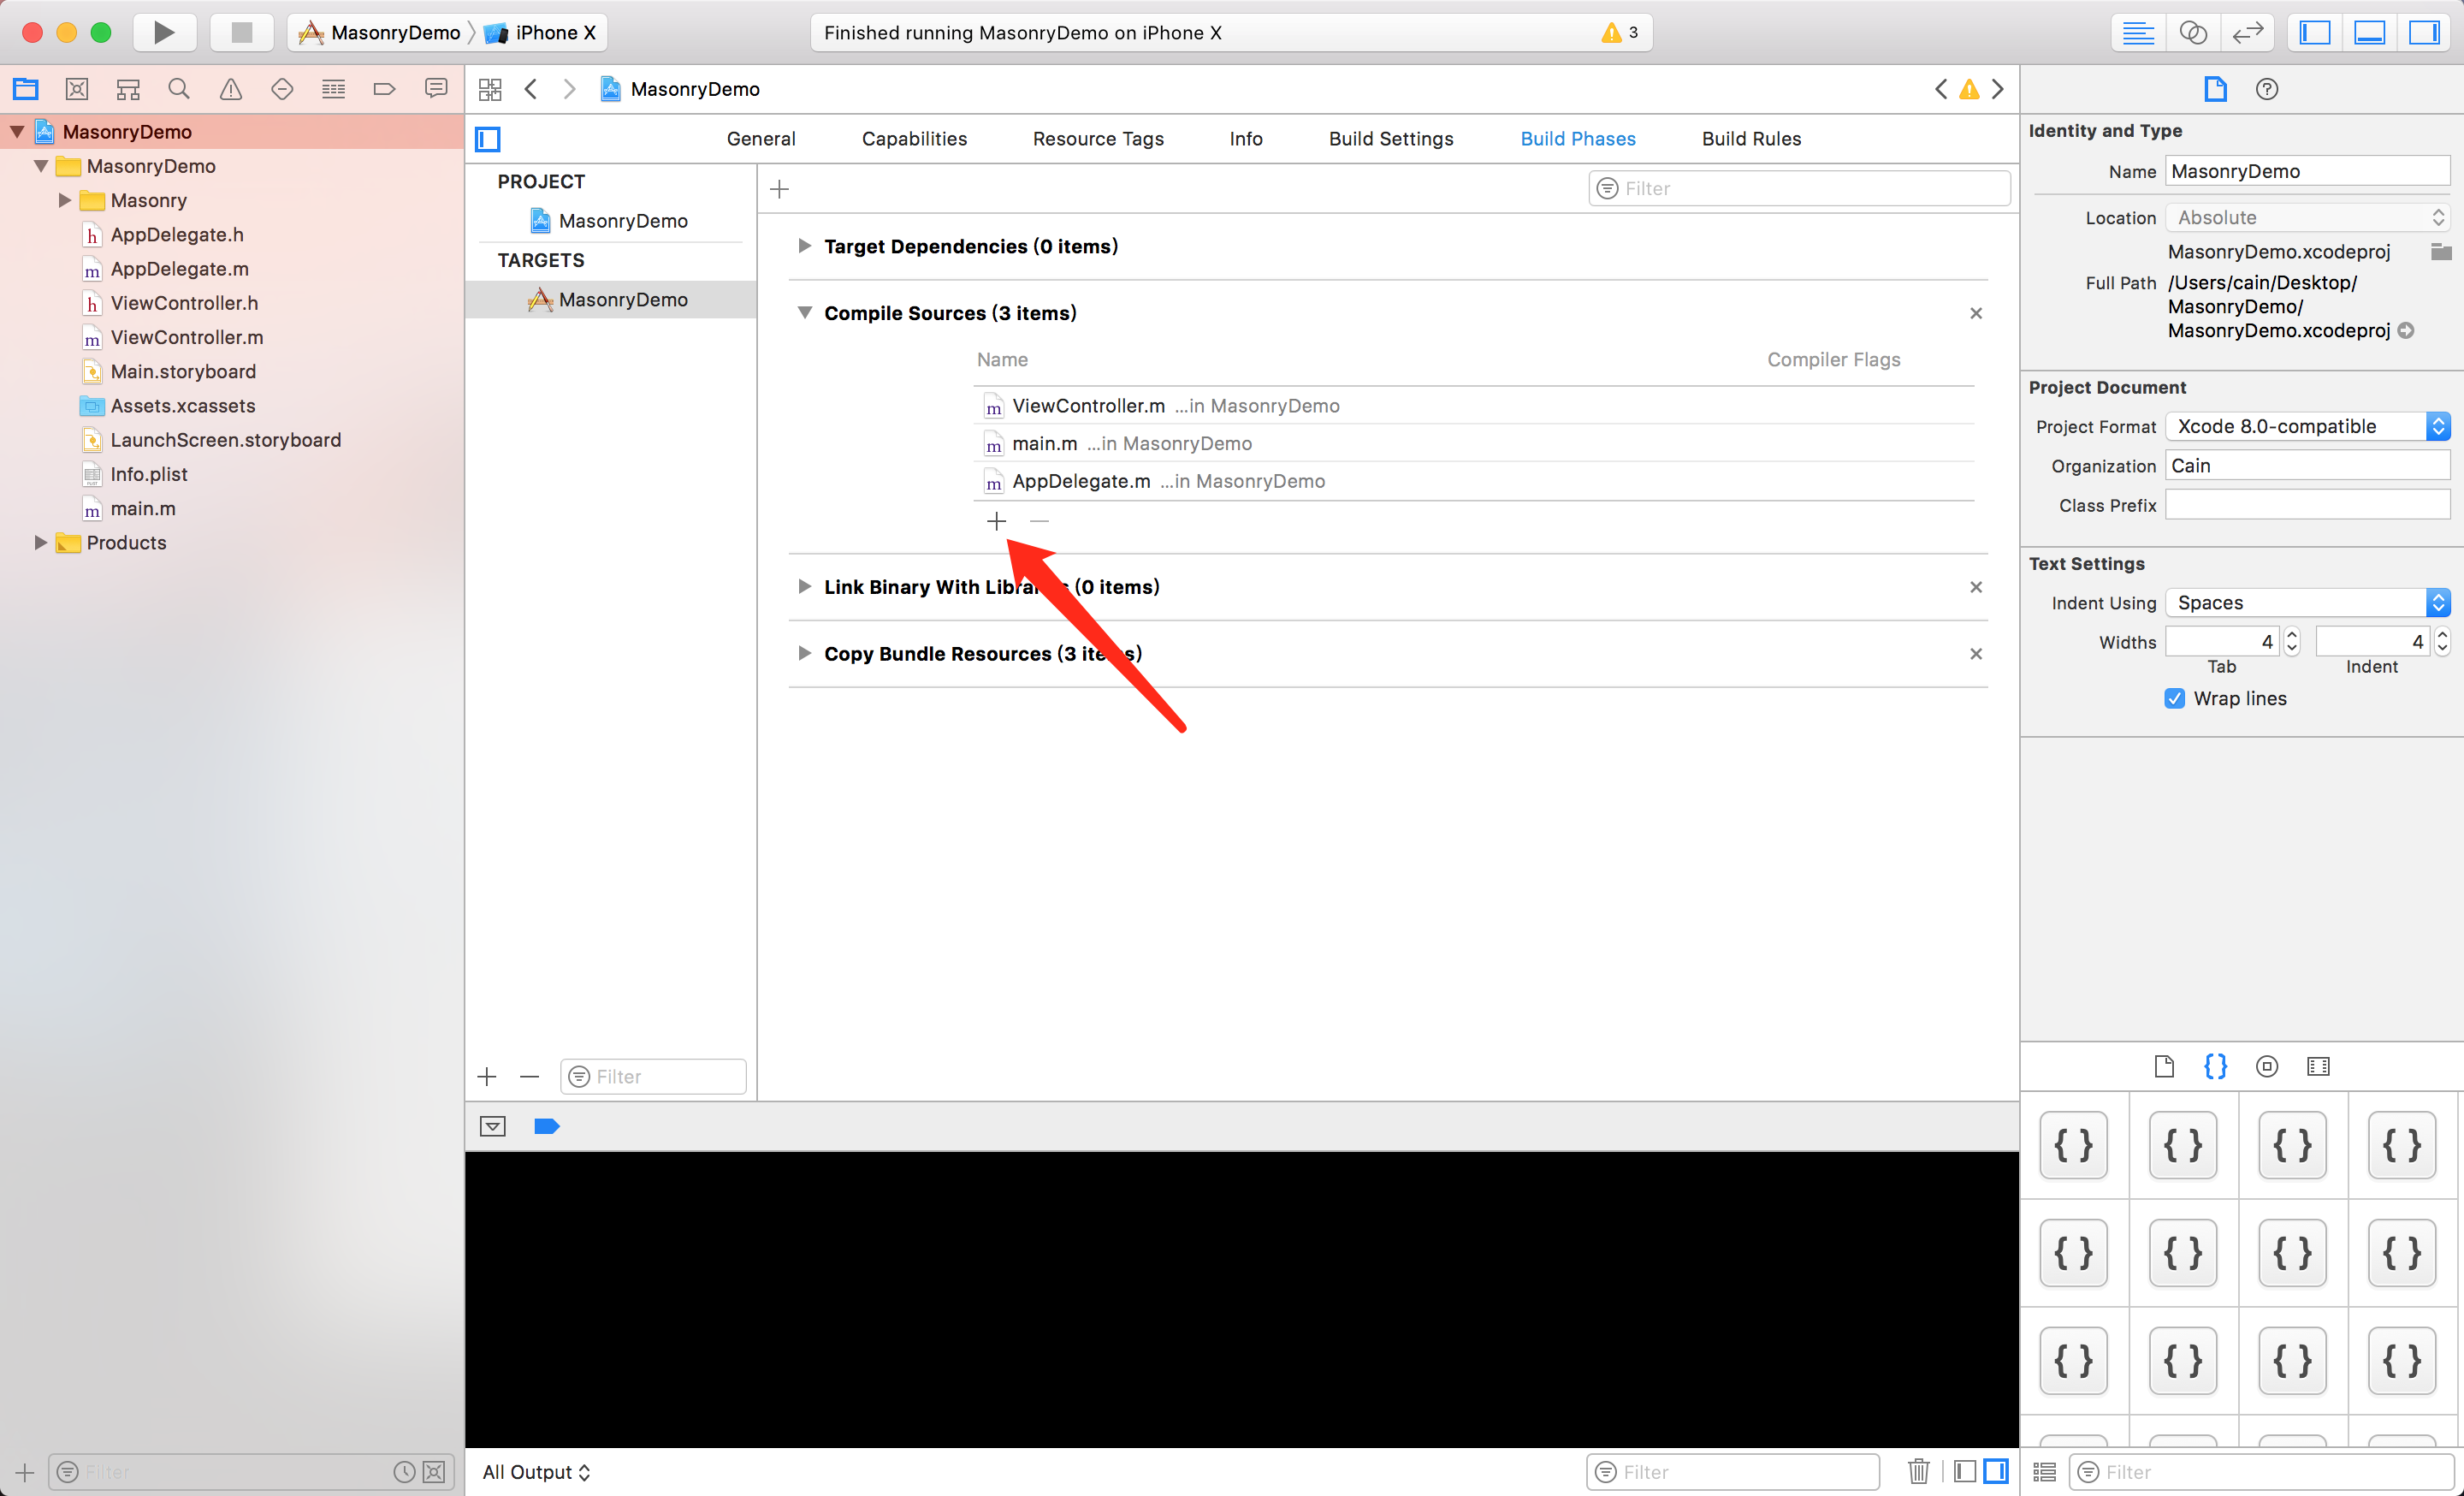 MasonryDemo
iPhone X
Finished running MasonryDemo on iPhone X
3
MasonryDemo
MasonryDemo
Masonry
AppDelegate.h
AppDelegate.m
ViewController.h
ViewController.m
Main.storyboard
Assets.xcassets
LaunchScreen.storyboard
Info.plist
main.m
Products
Filter
MasonryDemo
General
Capabilities
Resource Tags
Info
Build Settings
Build Phases
Build Rules
PROJECT
MasonryDemo
TARGETS
MasonryDemo
Filter
Filter
Target Dependencies (0 items)
Compile Sources (3 items)
Name
Compiler Flags
ViewController.m ...in MasonryDemo
main.m ...in MasonryDemo
AppDelegate.m ...in MasonryDemo
Link Binary With (0 items)
Copy Bundle Resources (3 items)
All Output
Filter
Identity and Type
Name MasonryDemo
Location Absolute
MasonryDemo.xcodeproj
Full Path /Users/cain/Desktop/
MasonryDemo/
MasonryDemo.xcodeproj
Project Document
Project Format Xcode 8.0-compatible
Organization Cain
Class Prefix
Text Settings
Indent Using Spaces
Widths 4 4
Tab Indent
Wrap lines
{ } { } { } { }
{ } { } { } { }
{ } { } { } { }
Filter